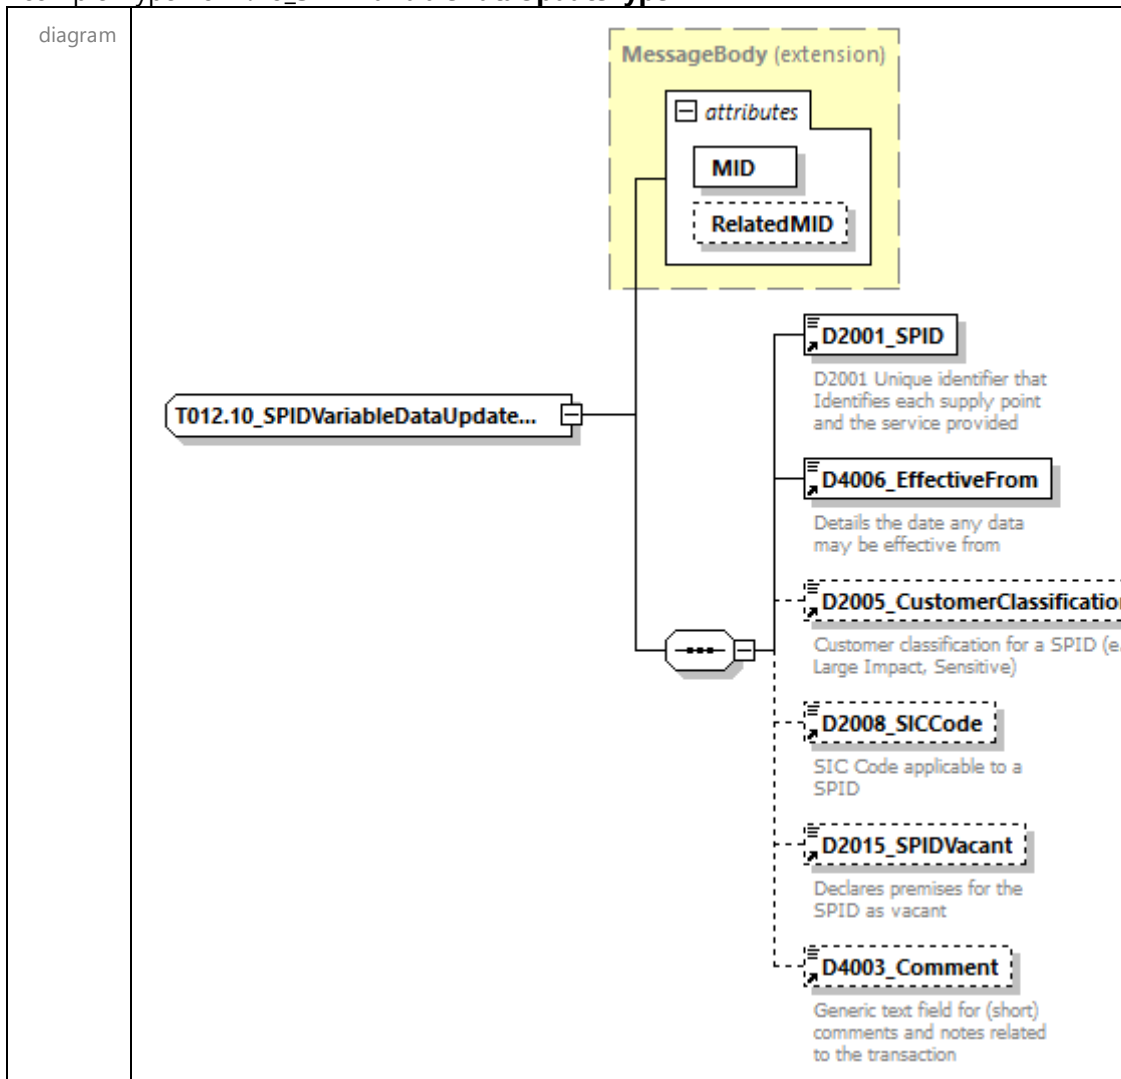 diagram
MessageBody (extension)
attributes
MID
RelatedMID
D2001_SPID
D2001 Unique identifier that
Identifies each supply point
and the service provided
T012.10_SPIDVariableDataUpdate...
D4006_EffectiveFrom
Details the date any data
may be effective from
D2005_CustomerClassification
Customer classification for a SPID (e.
Large Impact, Sensitive)
D2008_SICCode
SIC Code applicable to a
SPID
D2015_SPIDVacant
Declares premises for the
SPID as vacant
D4003_Comment
Generic text field for (short)
comments and notes related
to the transaction